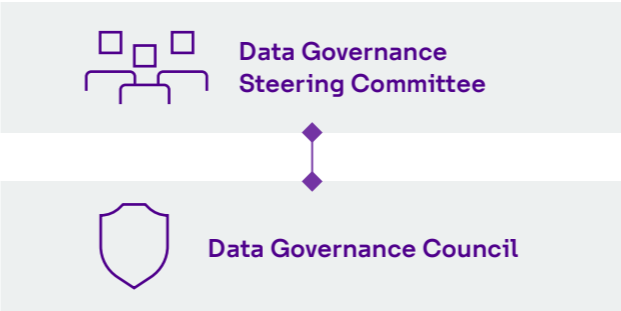 Data Governance
Steering Committee
Data Governance Council